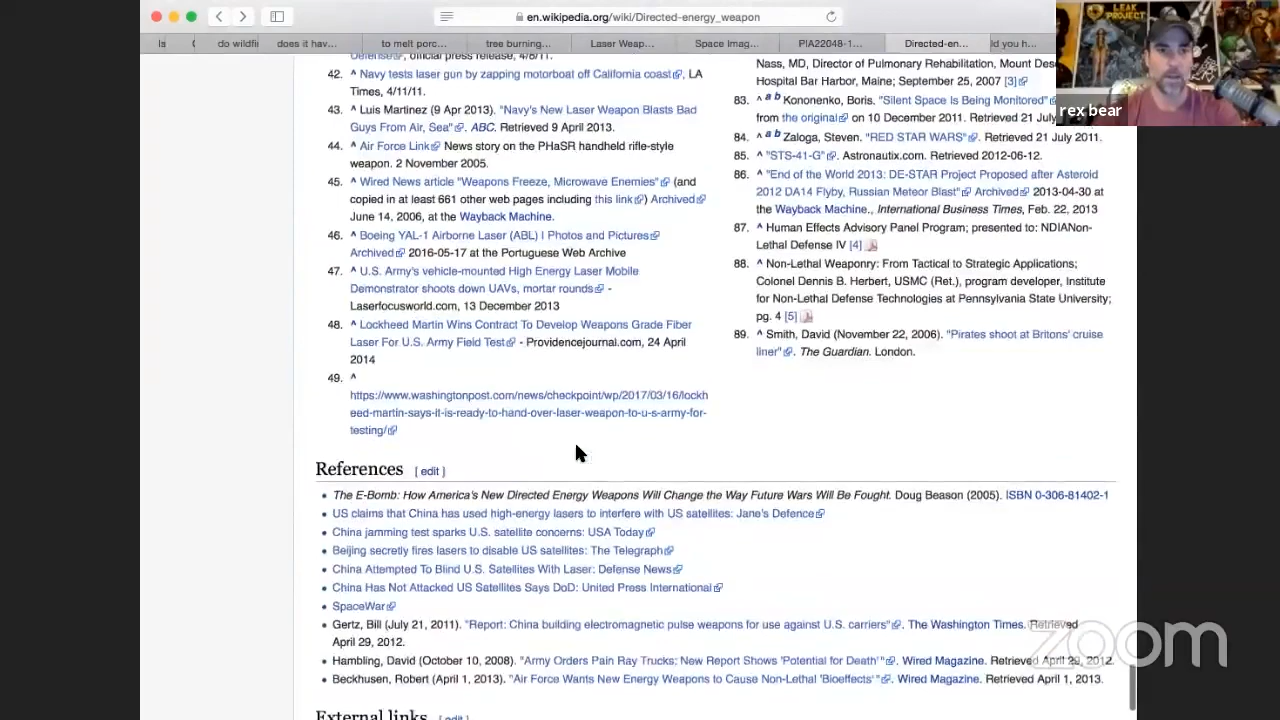 en.wikipedia.org/wiki/Directed-energy_weapon
Is
do wildfi
does it hav…
to melt porc…
tree burning…
Laser Weap…
Space Imag…
PIA22048-1…
Directed-en…
ld you h
LEAK
PROJECT
rex bear
Defense, official press release, 4/8/11.
42. ^ Navy tests laser gun by zapping motorboat off California coast, LA
Times, 4/11/11.
43. ^ Luis Martinez (9 Apr 2013). "Navy's New Laser Weapon Blasts Bad
Guys From Air, Sea". ABC. Retrieved 9 April 2013.
44. ^ Air Force Link News story on the PHaSR handheld rifle-style
weapon. 2 November 2005.
45. ^ Wired News article "Weapons Freeze, Microwave Enemies" (and
copied in at least 661 other web pages including this link) Archived
June 14, 2006, at the Wayback Machine.
46. ^ Boeing YAL-1 Airborne Laser (ABL) | Photos and Pictures
Archived 2016-05-17 at the Portuguese Web Archive
47. ^ U.S. Army's vehicle-mounted High Energy Laser Mobile
Demonstrator shoots down UAVs, mortar rounds -
Laserfocusworld.com, 13 December 2013
48. ^ Lockheed Martin Wins Contract To Develop Weapons Grade Fiber
Laser For U.S. Army Field Test - Providencejournal.com, 24 April
2014
49. ^
https://www.washingtonpost.com/news/checkpoint/wp/2017/03/16/lockh
eed-martin-says-it-is-ready-to-hand-over-laser-weapon-to-u-s-army-for-
testing/
Nass, MD, Director of Pulmonary Rehabilitation, Mount Des
Hospital Bar Harbor, Maine; September 25, 2007 [3]
83. ^ a b Kononenko, Boris. "Silent Space Is Being Monitored"
from the original on 10 December 2011. Retrieved 21 July
84. ^ a b Zaloga, Steven. "RED STAR WARS". Retrieved 21 July 2011.
85. ^ "STS-41-G". Astronautix.com. Retrieved 2012-06-12.
86. ^ "End of the World 2013: DE-STAR Project Proposed after Asteroid
2012 DA14 Flyby, Russian Meteor Blast" Archived 2013-04-30 at
the Wayback Machine., International Business Times, Feb. 22, 2013
87. ^ Human Effects Advisory Panel Program; presented to: NDIANon-
Lethal Defense IV [4]
88. ^ Non-Lethal Weaponry: From Tactical to Strategic Applications;
Colonel Dennis B. Herbert, USMC (Ret.), program developer, Institute
for Non-Lethal Defense Technologies at Pennsylvania State University;
pg. 4 [5]
89. ^ Smith, David (November 22, 2006). "Pirates shoot at Britons' cruise
liner". The Guardian. London.
References [ edit ]
• The E-Bomb: How America's New Directed Energy Weapons Will Change the Way Future Wars Will Be Fought. Doug Beason (2005). ISBN 0-306-81402-1
• US claims that China has used high-energy lasers to interfere with US satellites: Jane's Defence
• China jamming test sparks U.S. satellite concerns: USA Today
• Beijing secretly fires lasers to disable US satellites: The Telegraph
• China Attempted To Blind U.S. Satellites With Laser: Defense News
• China Has Not Attacked US Satellites Says DoD: United Press International
• SpaceWar
• Gertz, Bill (July 21, 2011). "Report: China building electromagnetic pulse weapons for use against U.S. carriers". The Washington Times. Retrieved
April 29, 2012.
• Hambling, David (October 10, 2008). "Army Orders Pain Ray Trucks; New Report Shows 'Potential for Death'". Wired Magazine. Retrieved April 29, 2012.
• Beckhusen, Robert (April 1, 2013). "Air Force Wants New Energy Weapons to Cause Non-Lethal 'Bioeffects'". Wired Magazine. Retrieved April 1, 2013.
External links [ edit ]
zoom